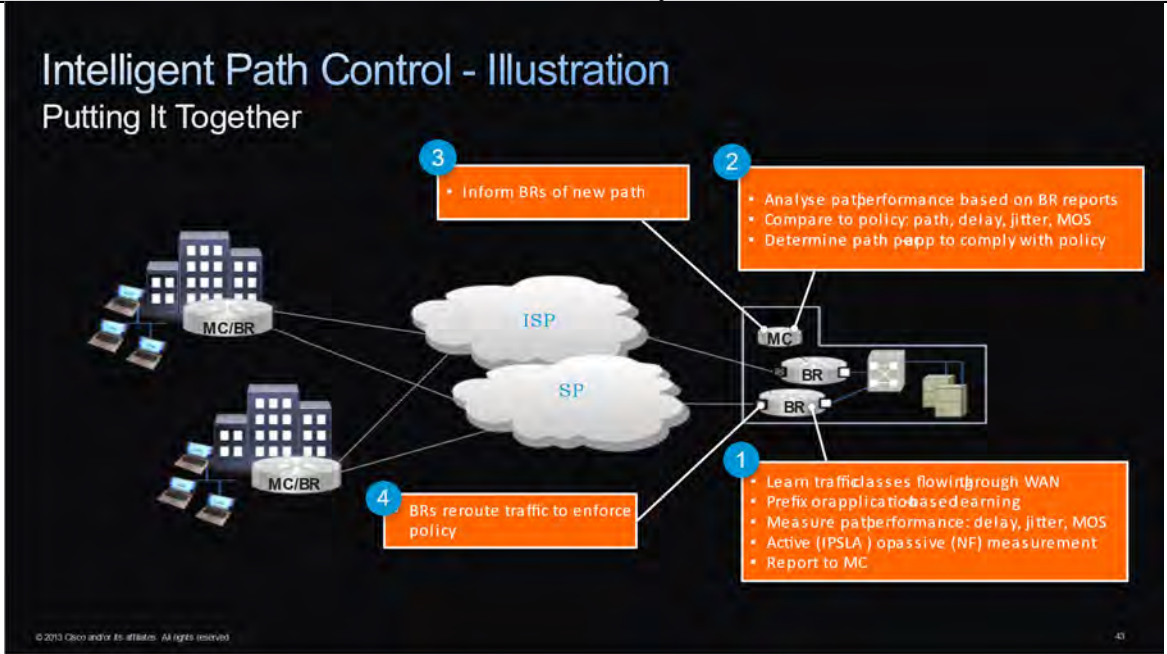 Intelligent Path Control - Illustration
Putting It Together
3
• Inform BRs of new path
2
• Analyse path performance based on BR reports
• Compare to policy: path, delay, jitter, MOS
• Determine path per-app to comply with policy
MC/BR
ISP
SP
MC
BR
BR
MC/BR
4
BRs reroute traffic to enforce
policy
1
• Learn traffic classes flowing through WAN
• Prefix or application-based learning
• Measure path performance: delay, jitter, MOS
• Active (IPSLA ) or passive (NF) measurement
• Report to MC
© 2013 Cisco and/or its affiliates. All rights reserved.
43